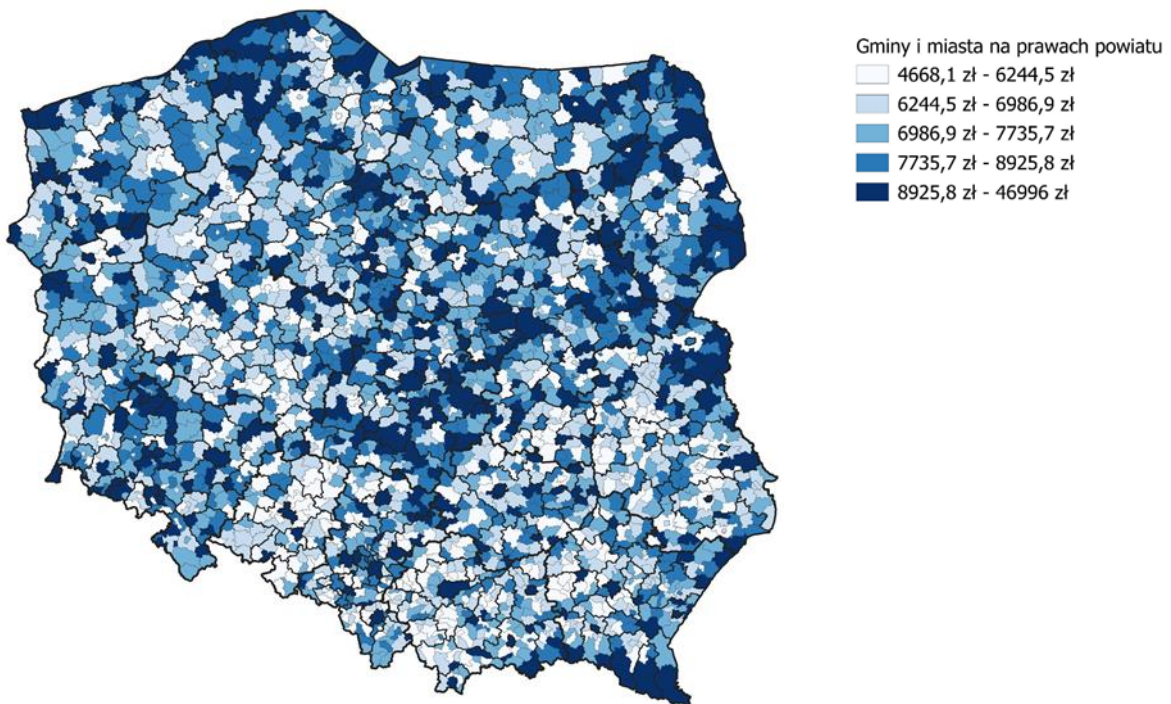 Gminy i miasta na prawach powiatu
4668,1 zł - 6244,5 zł
6244,5 zł - 6986,9 zł
6986,9 zł - 7735,7 zł
7735,7 zł - 8925,8 zł
8925,8 zł - 46996 zł